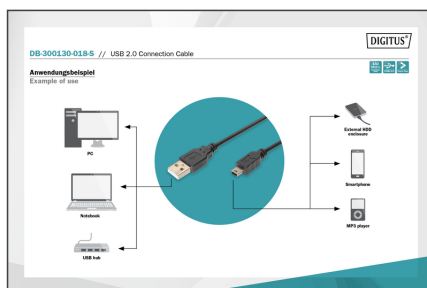 DIGITUS®
DB-300130-018-S // USB 2.0 Connection Cable
Anwendungsbeispiel
Example of use
PC
Notebook
USB hub
External HDD
enclosure
Smartphone
MP3 player